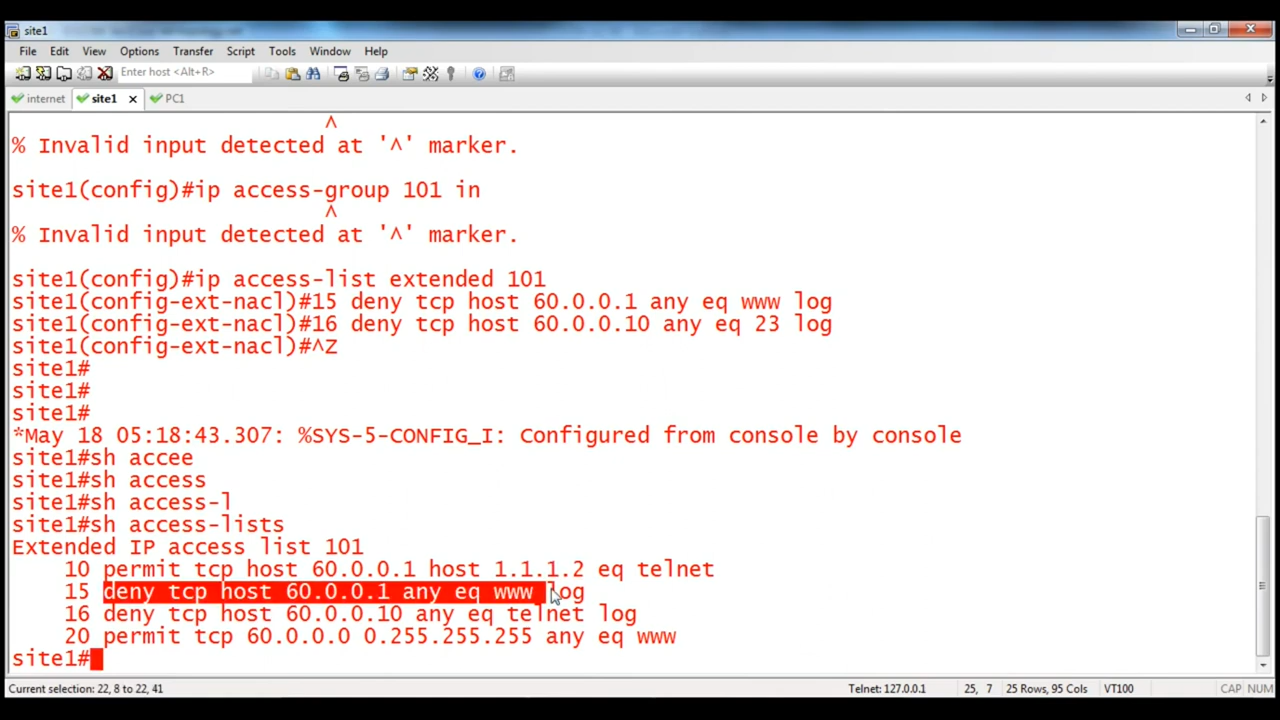 site1
File Edit View Options Transfer Script Tools Window Help
Enter host <Alt+R>
internet site1 PC1
^
% Invalid input detected at '^' marker.
site1(config)#ip access-group 101 in
^
% Invalid input detected at '^' marker.
site1(config)#ip access-list extended 101
site1(config-ext-nacl)#15 deny tcp host 60.0.0.1 any eq www log
site1(config-ext-nacl)#16 deny tcp host 60.0.0.10 any eq 23 log
site1(config-ext-nacl)#^Z
site1#
site1#
site1#
*May 18 05:18:43.307: %SYS-5-CONFIG_I: Configured from console by console
site1#sh accee
site1#sh access
site1#sh access-l
site1#sh access-lists
Extended IP access list 101
10 permit tcp host 60.0.0.1 host 1.1.1.2 eq telnet
15 deny tcp host 60.0.0.1 any eq www log
16 deny tcp host 60.0.0.10 any eq telnet log
20 permit tcp 60.0.0.0 0.255.255.255 any eq www
site1#
Current selection: 22, 8 to 22, 41 Telnet: 127.0.0.1 25, 7 25 Rows, 95 Cols VT100 CAP NUM